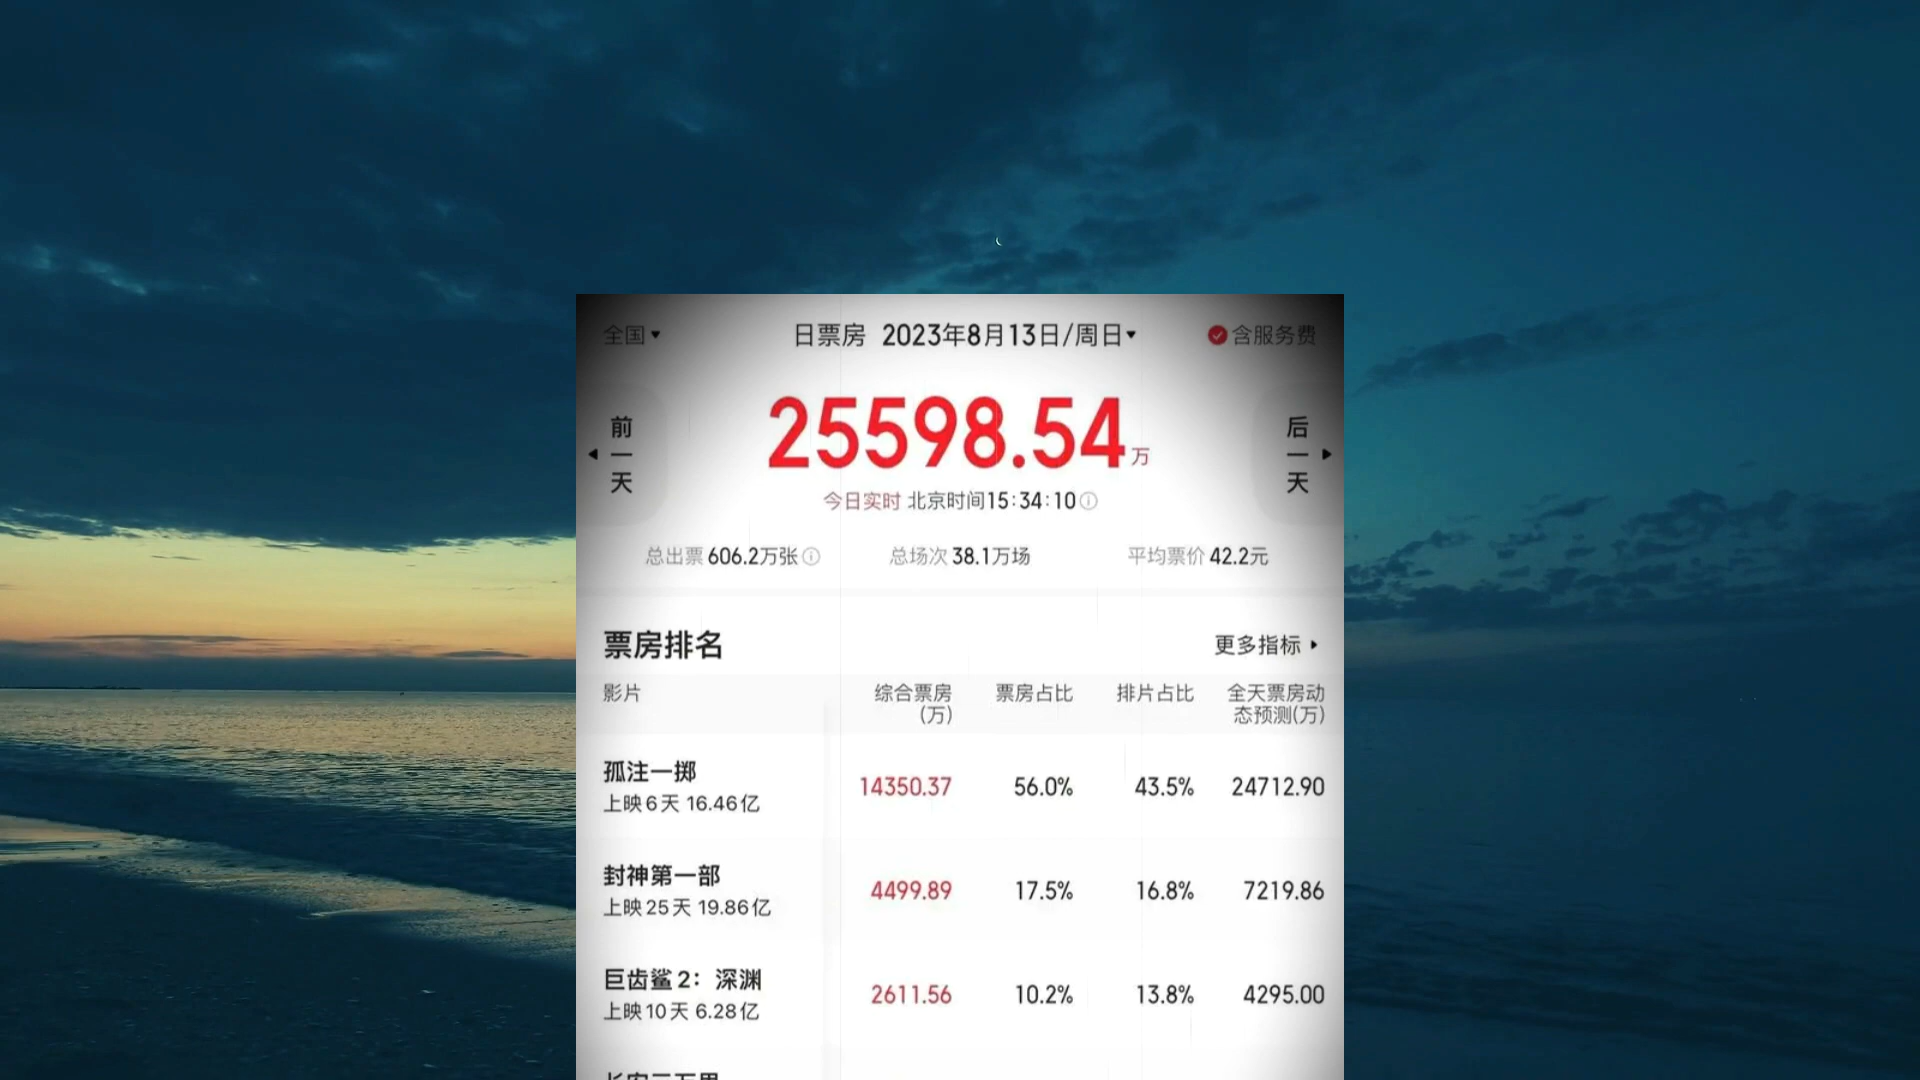 全国
日票房 2023年8月13日/周日
含服务费
前一天
25598.54万
后一天
今日实时 北京时间15:34:10
总出票 606.2万张
总场次 38.1万场
平均票价 42.2元
票房排名
更多指标
影片 综合票房(万) 票房占比 排片占比 全天票房动态预测(万)
孤注一掷
上映6天 16.46亿
14350.37 56.0% 43.5% 24712.90
封神第一部
上映25天 19.86亿
4499.89 17.5% 16.8% 7219.86
巨齿鲨2：深渊
上映10天 6.28亿
2611.56 10.2% 13.8% 4295.00